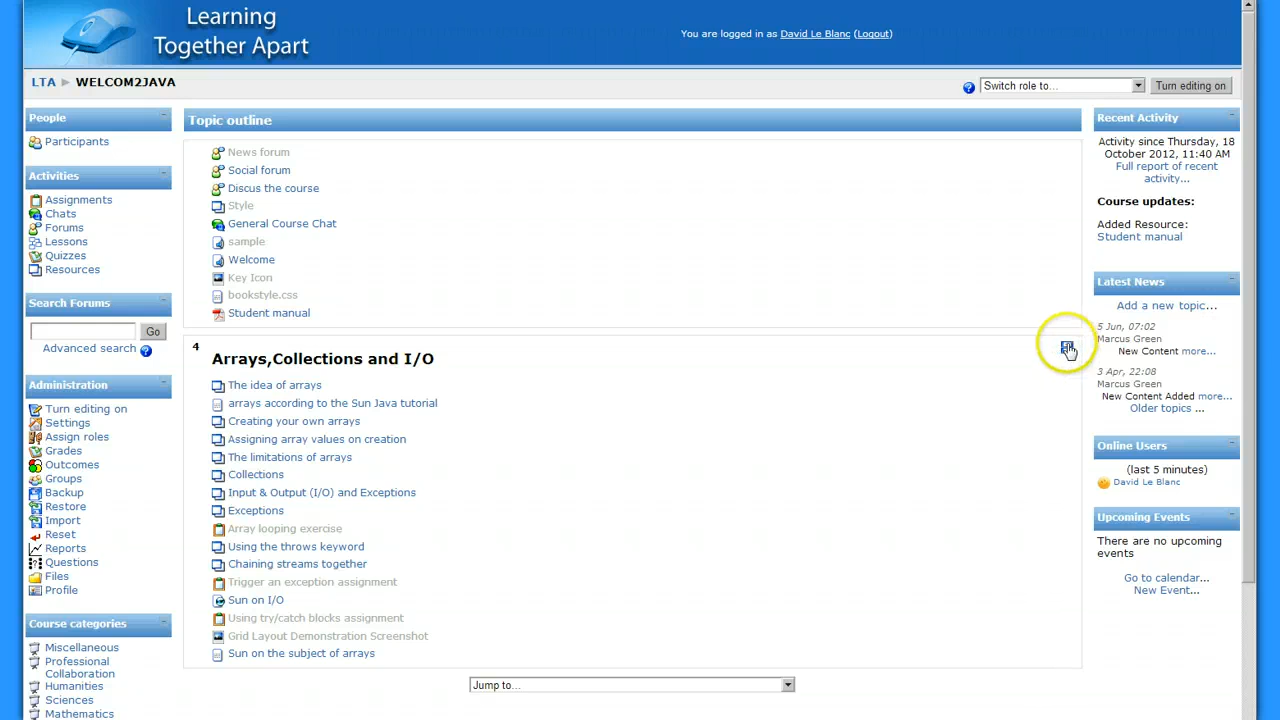 Learning
Together Apart
You are logged in as David Le Blanc (Logout)
LTA ► WELCOM2JAVA
Switch role to...
Turn editing on
People
Participants
Activities
Assignments
Chats
Forums
Lessons
Quizzes
Resources
Search Forums
Go
Advanced search
Administration
Turn editing on
Settings
Assign roles
Grades
Outcomes
Groups
Backup
Restore
Import
Reset
Reports
Questions
Files
Profile
Course categories
Miscellaneous
Professional
Collaboration
Humanities
Sciences
Mathematics
Topic outline
News forum
Social forum
Discus the course
Style
General Course Chat
sample
Welcome
Key Icon
bookstyle.css
Student manual
4
Arrays,Collections and I/O
The idea of arrays
arrays according to the Sun Java tutorial
Creating your own arrays
Assigning array values on creation
The limitations of arrays
Collections
Input & Output (I/O) and Exceptions
Exceptions
Array looping exercise
Using the throws keyword
Chaining streams together
Trigger an exception assignment
Sun on I/O
Using try/catch blocks assignment
Grid Layout Demonstration Screenshot
Sun on the subject of arrays
Jump to...
Recent Activity
Activity since Thursday, 18
October 2012, 11:40 AM
Full report of recent
activity...
Course updates:
Added Resource:
Student manual
Latest News
Add a new topic...
5 Jun, 07:02
Marcus Green
New Content more...
3 Apr, 22:08
Marcus Green
New Content Added more...
Older topics ...
Online Users
(last 5 minutes)
David Le Blanc
Upcoming Events
There are no upcoming
events
Go to calendar...
New Event...